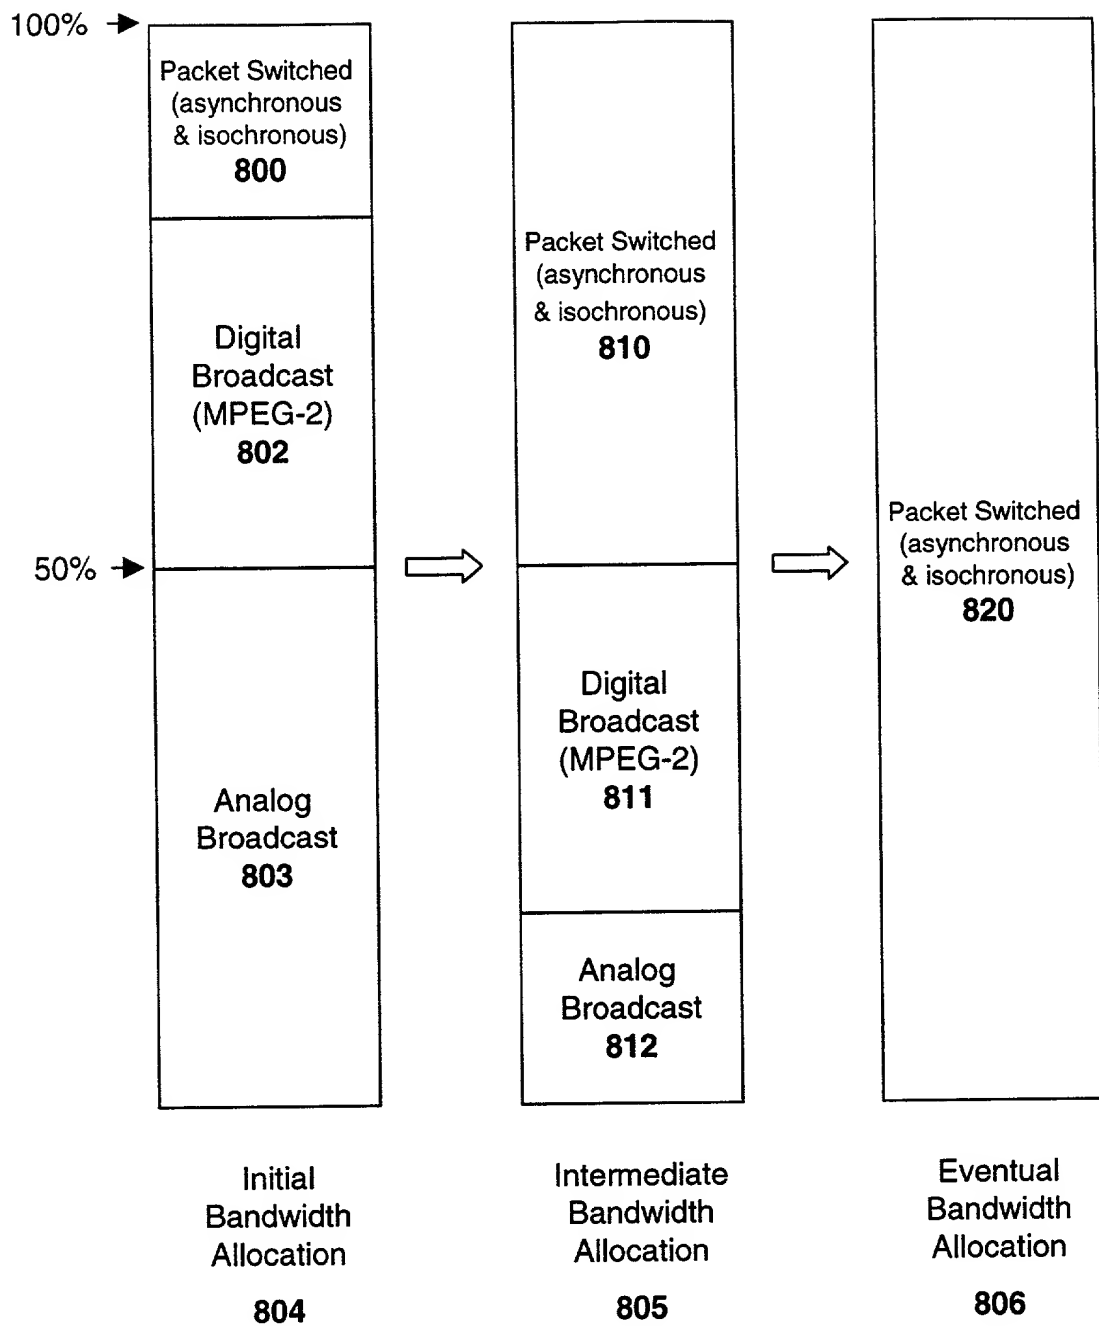 100%
Packet Switched
(asynchronous
& isochronous)
800
Digital
Broadcast
(MPEG-2)
802
50%
Analog
Broadcast
803
Initial
Bandwidth
Allocation
804
Packet Switched
(asynchronous
& isochronous)
810
Digital
Broadcast
(MPEG-2)
811
Analog
Broadcast
812
Intermediate
Bandwidth
Allocation
805
Packet Switched
(asynchronous
& isochronous)
820
Eventual
Bandwidth
Allocation
806